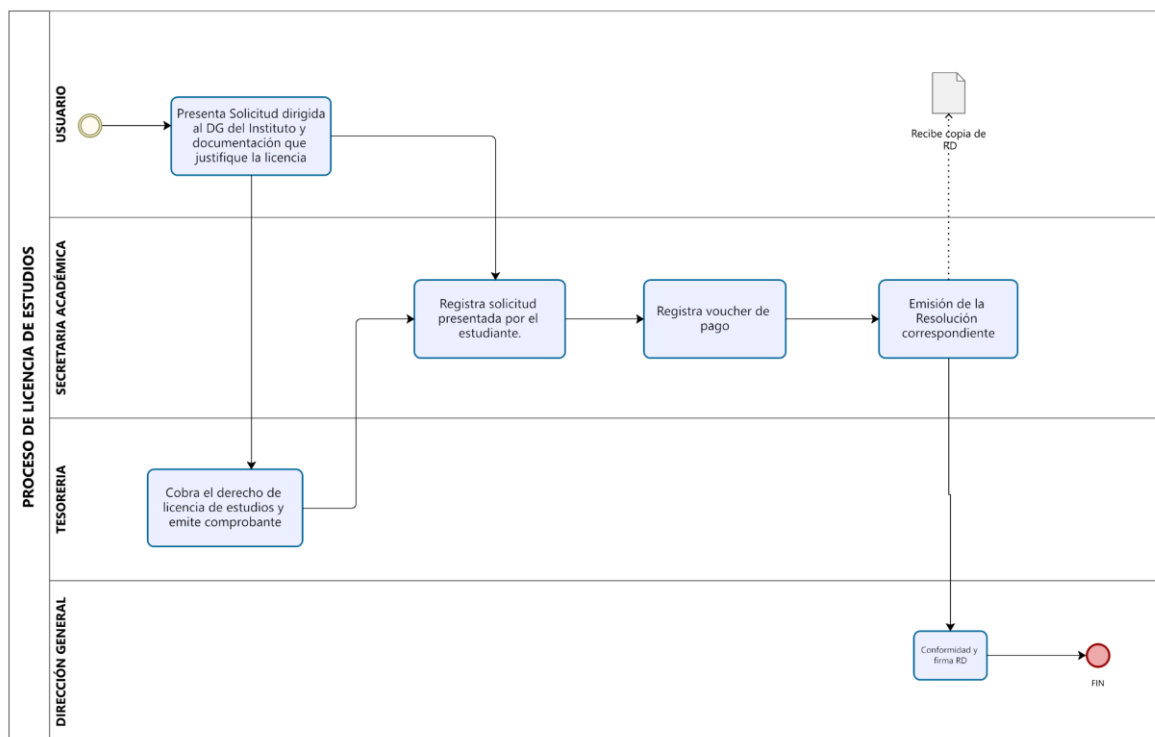 PROCESO DE LICENCIA DE ESTUDIOS
USUARIO
Presenta Solicitud dirigida
al DG del Instituto y
documentación que
justifique la licencia
Recibe copia de
RD
SECRETARIA ACADÉMICA
Registra solicitud
presentada por el
estudiante.
Registra voucher de
pago
Emisión de la
Resolución
correspondiente
TESORERIA
Cobra el derecho de
licencia de estudios y
emite comprobante
DIRECCIÓN GENERAL
Conformidad y
firma RD
FIN